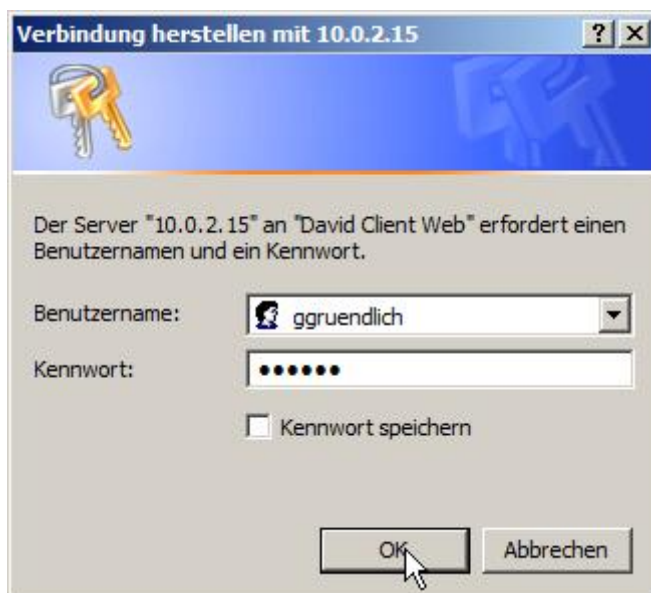 Verbindung herstellen mit 10.0.2.15
Der Server "10.0.2.15" an "David Client Web" erfordert einen
Benutzernamen und ein Kennwort.
Benutzername:
ggruendlich
Kennwort:
••••••
Kennwort speichern
OK
Abbrechen